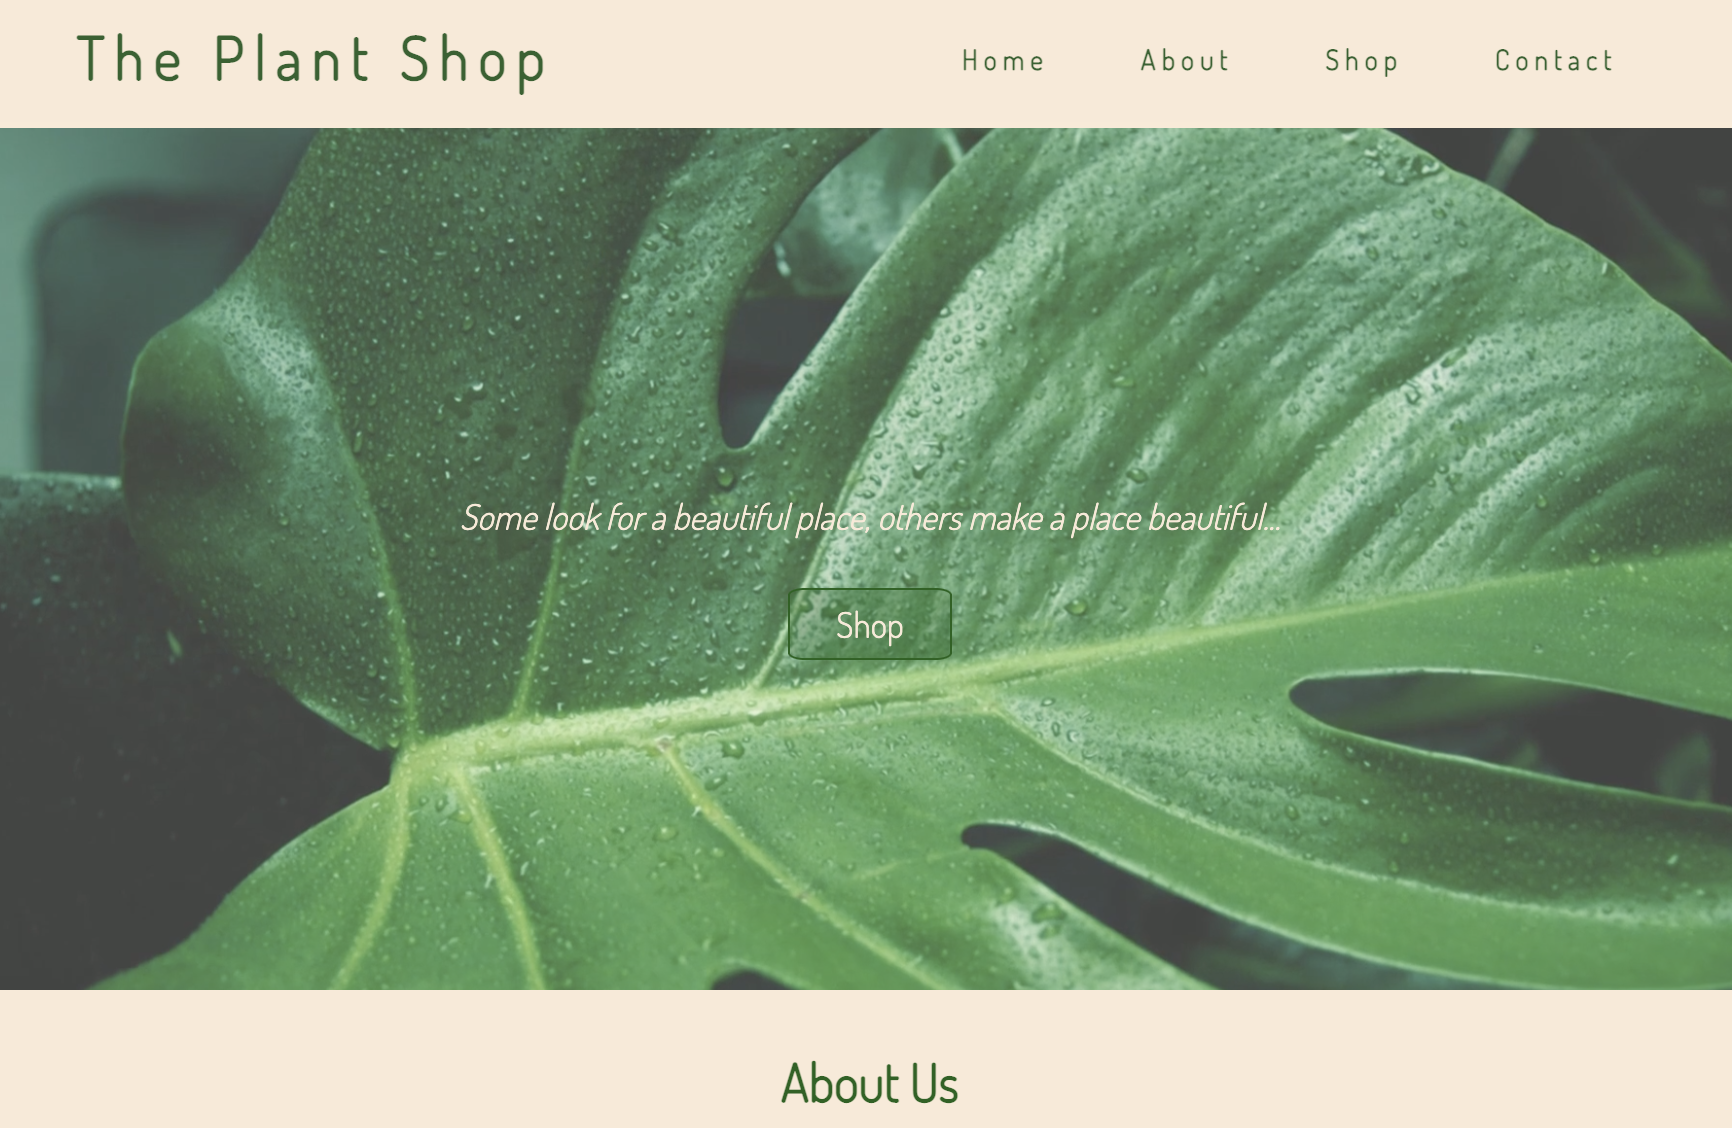 The Plant Shop
Home About Shop Contact
Some look for a beautiful place, others make a place beautiful...
Shop
About Us